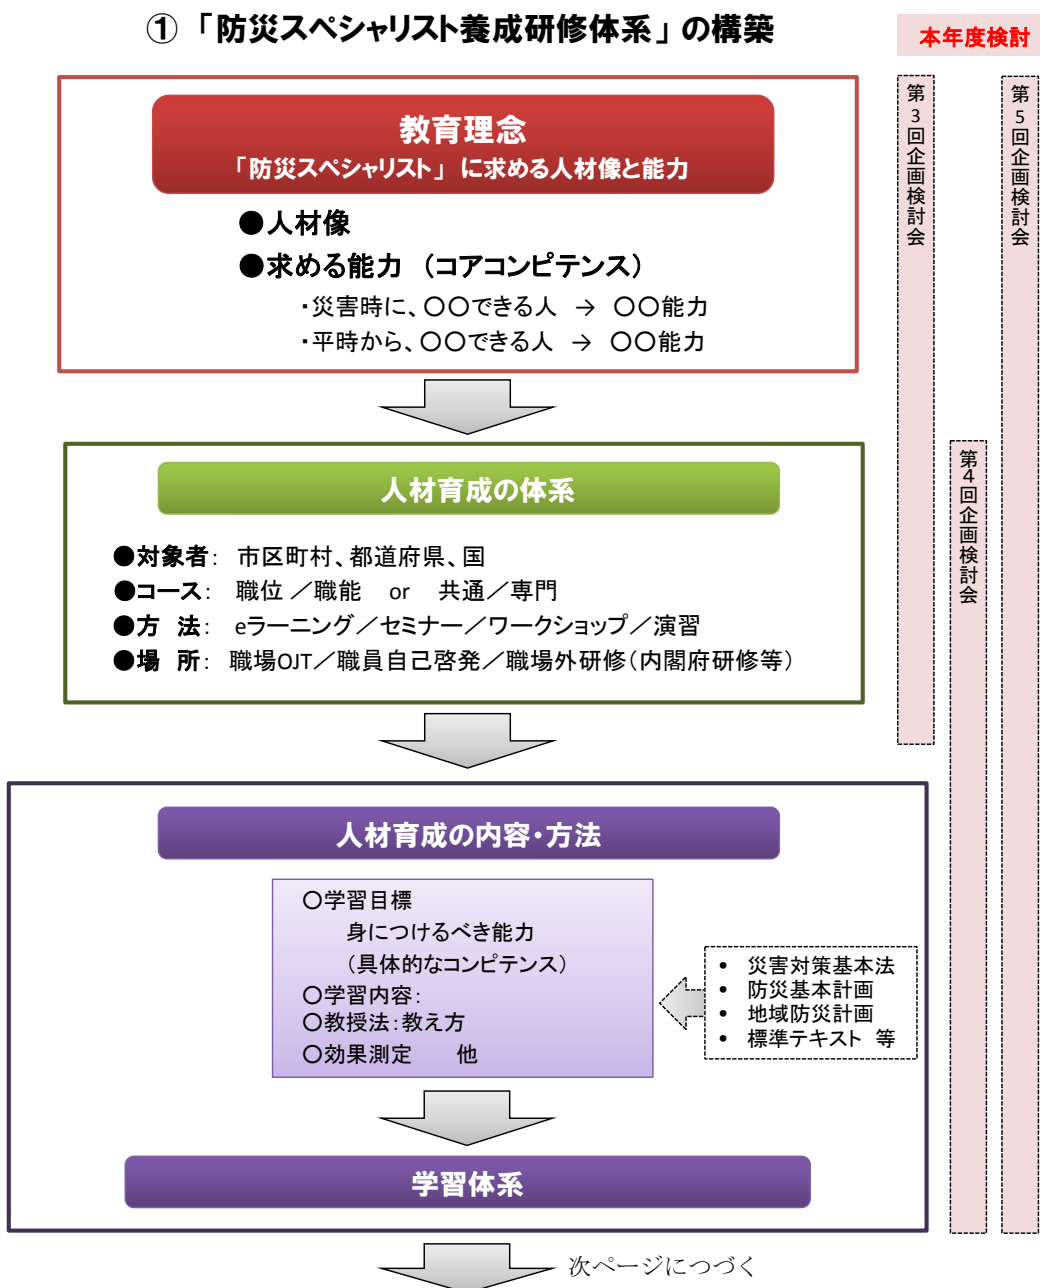 ① 「防災スペシャリスト養成研修体系」の構築
本年度検討
第3回企画検討会
第5回企画検討会
第4回企画検討会
教育理念
「防災スペシャリスト」に求める人材像と能力
●人材像
●求める能力 （コアコンピテンス）
・災害時に、〇〇できる人 → 〇〇能力
・平時から、〇〇できる人 → 〇〇能力
人材育成の体系
●対象者： 市区町村、都道府県、国
●コース： 職位 ／職能 or 共通／専門
●方 法： eラーニング／セミナー／ワークショップ／演習
●場 所： 職場OJT／職員自己啓発／職場外研修（内閣府研修等）
人材育成の内容・方法
〇学習目標
身につけるべき能力
（具体的なコンピテンス）
〇学習内容：
〇教授法：教え方
〇効果測定 他
• 災害対策基本法
• 防災基本計画
• 地域防災計画
• 標準テキスト 等
学習体系
次ページにつづく